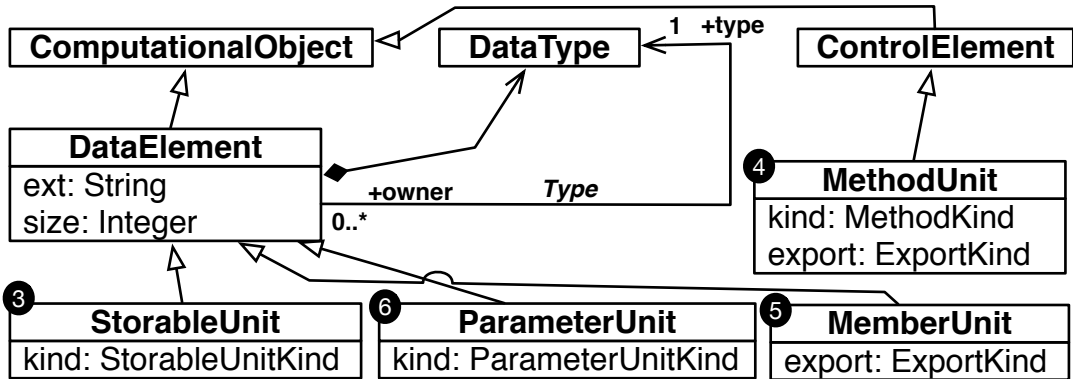 1 +type
ComputationalObject
DataType
ControlElement
DataElement
ext: String
size: Integer
+owner
Type
0..*
4
MethodUnit
kind: MethodKind
export: ExportKind
3
StorableUnit
kind: StorableUnitKind
6
ParameterUnit
kind: ParameterUnitKind
5
MemberUnit
export: ExportKind